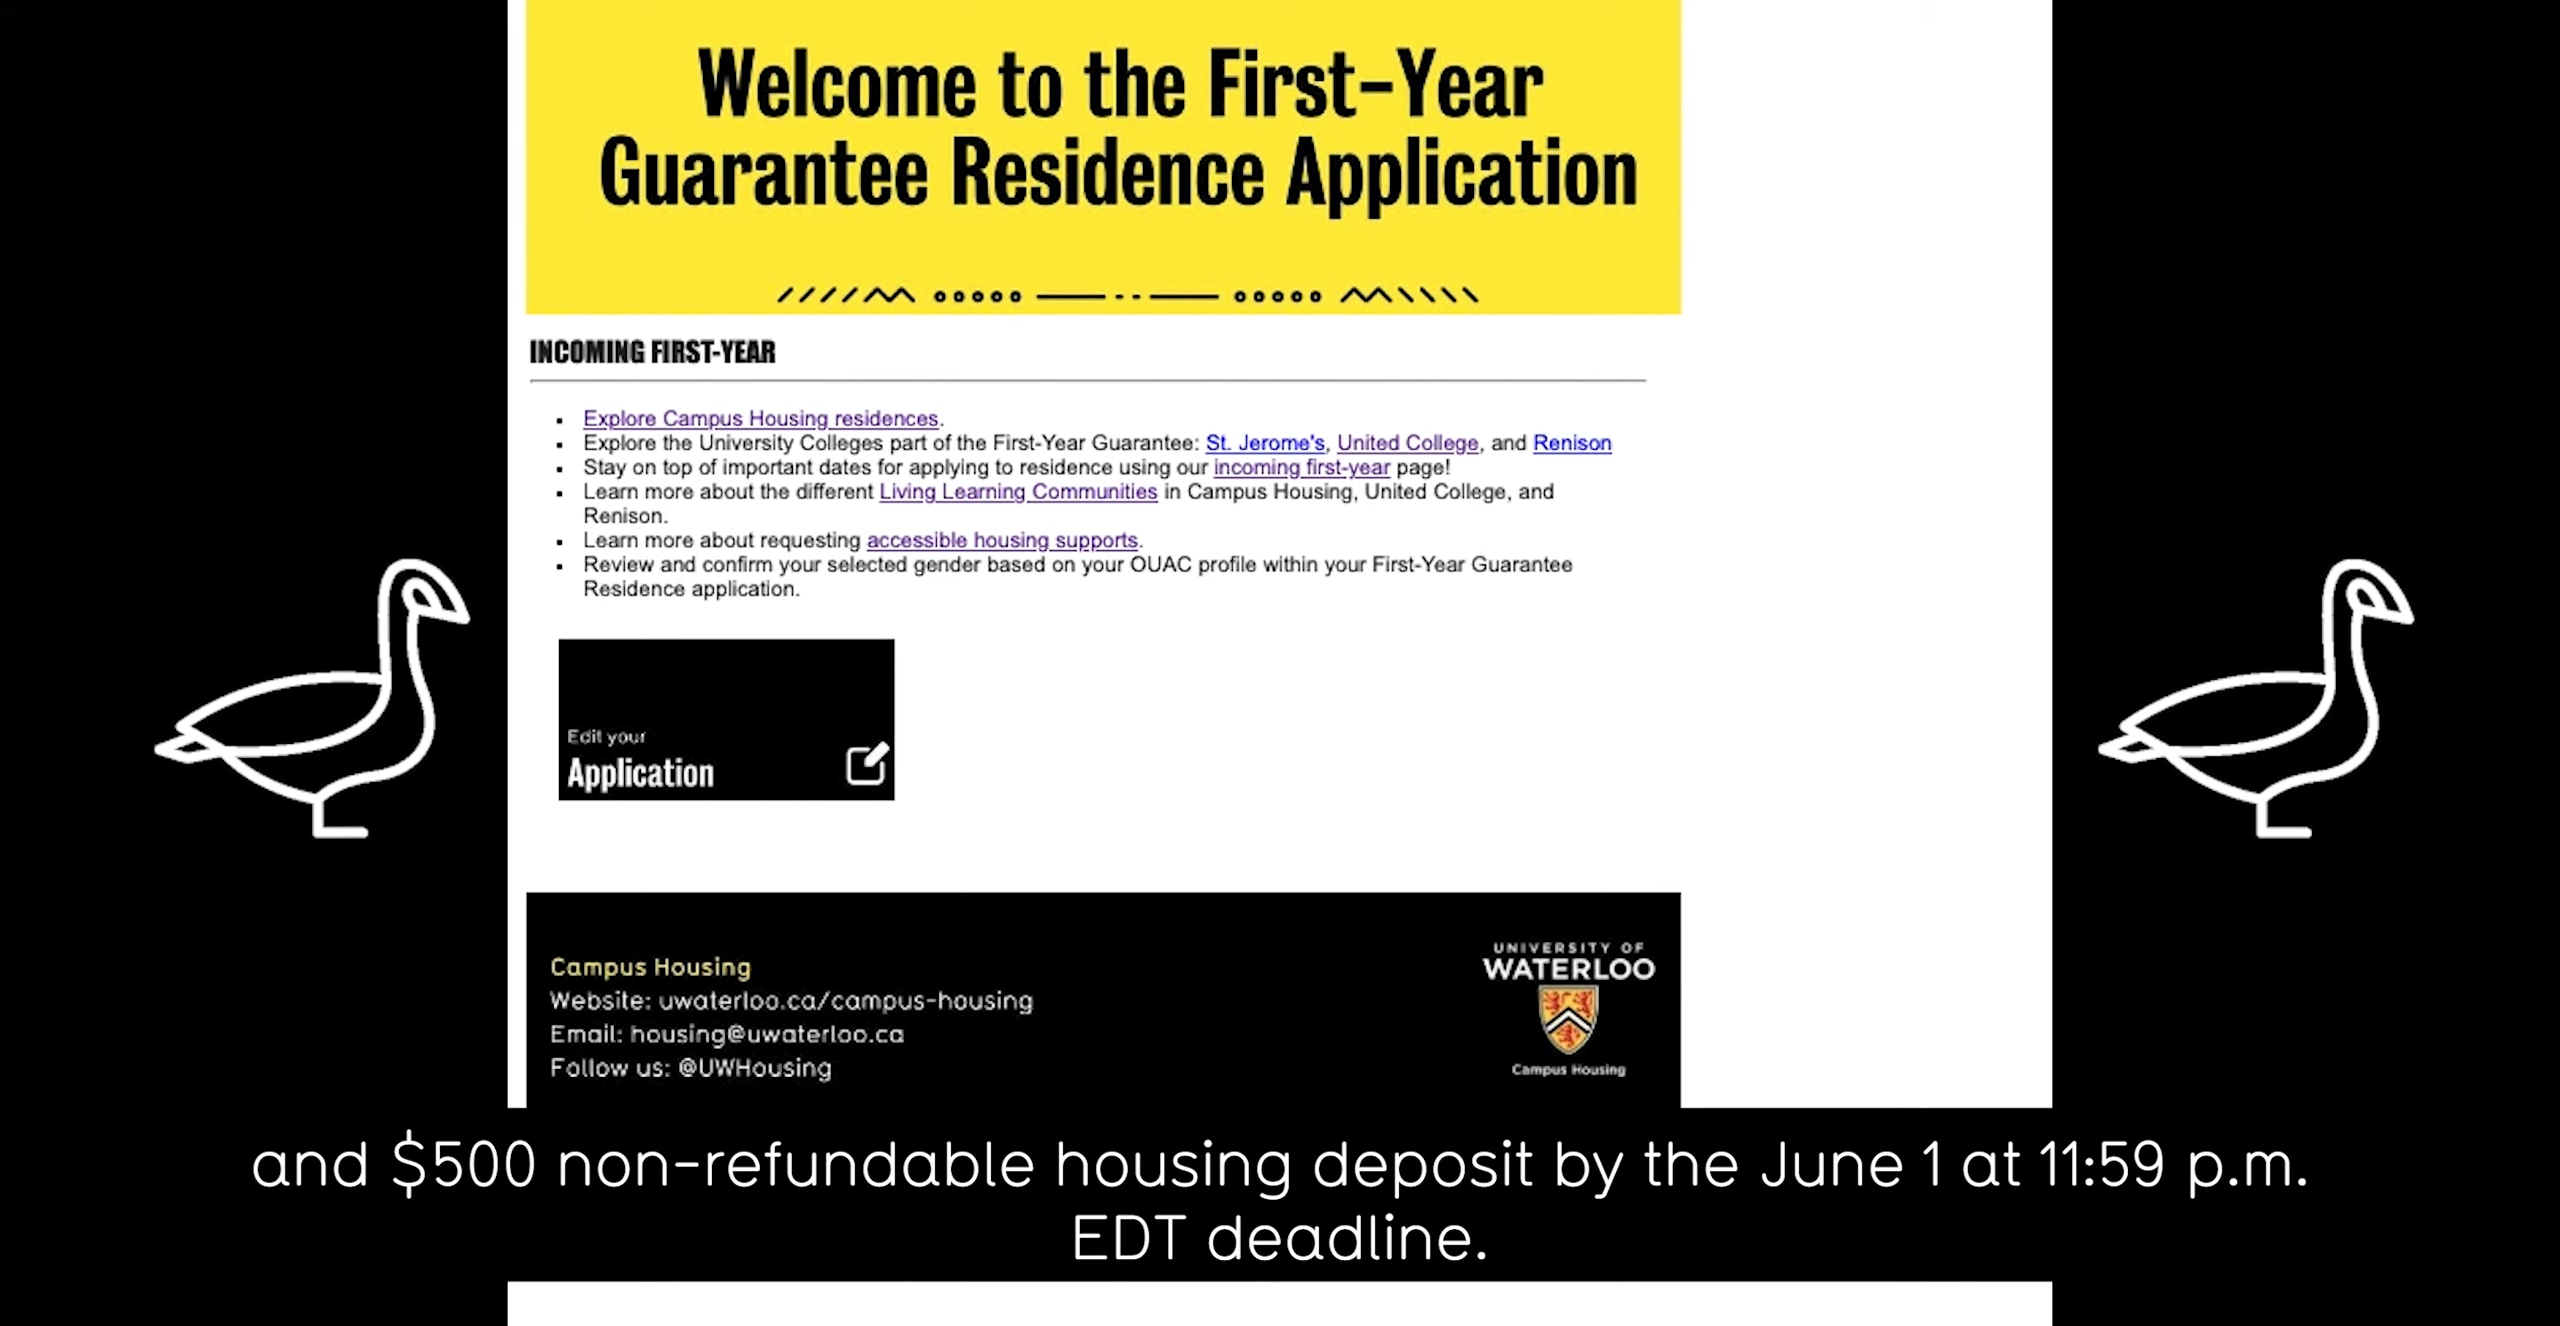 Welcome to the First-Year
Guarantee Residence Application
INCOMING FIRST-YEAR
Explore Campus Housing residences.
Explore the University Colleges part of the First-Year Guarantee: St. Jerome's, United College, and Renison
Stay on top of important dates for applying to residence using our incoming first-year page!
Learn more about the different Living Learning Communities in Campus Housing, United College, and
Renison.
Learn more about requesting accessible housing supports.
Review and confirm your selected gender based on your OUAC profile within your First-Year Guarantee
Residence application.
Edit your
Application
Campus Housing
Website: uwaterloo.ca/campus-housing
Email: housing@uwaterloo.ca
Follow us: @UWHousing
UNIVERSITY OF
WATERLOO
Campus Housing
and $500 non-refundable housing deposit by the June 1 at 11:59 p.m.
EDT deadline.